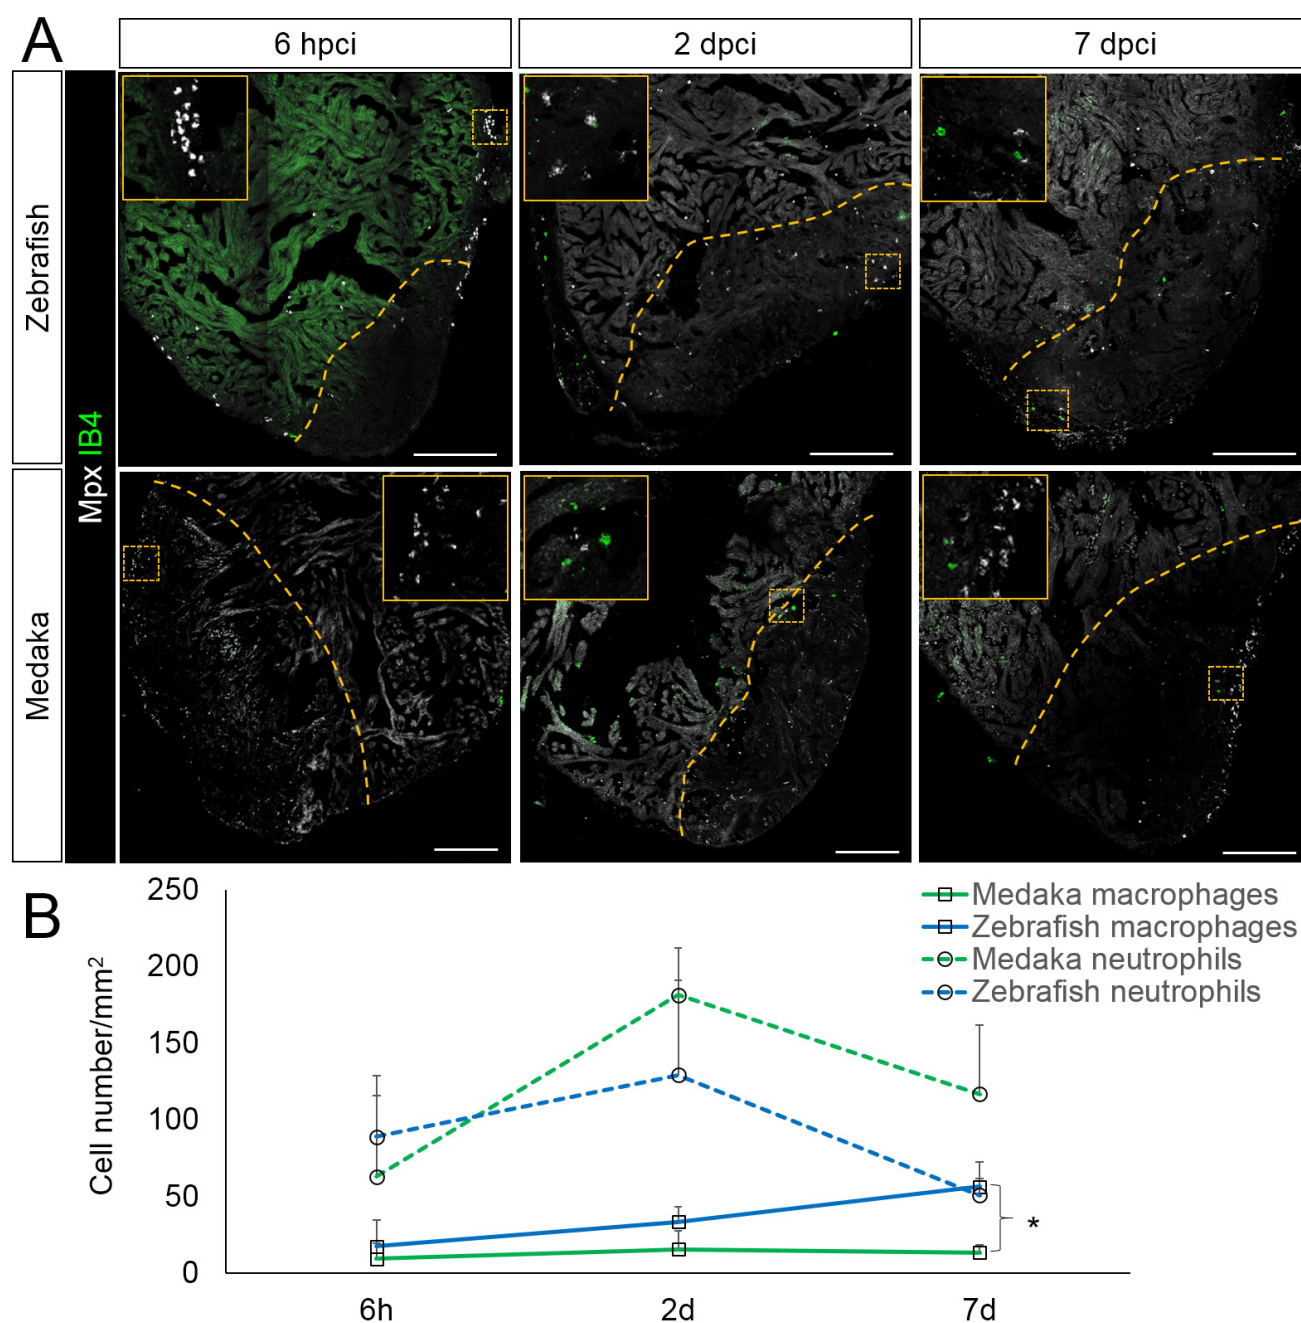 A
6 hpci
2 dpci
7 dpci
Zebrafish
Medaka
Mpx IB4
B
Cell number/mm²
250
200
150
100
50
0
6h
2d
7d
Medaka macrophages
Zebrafish macrophages
Medaka neutrophils
Zebrafish neutrophils
*